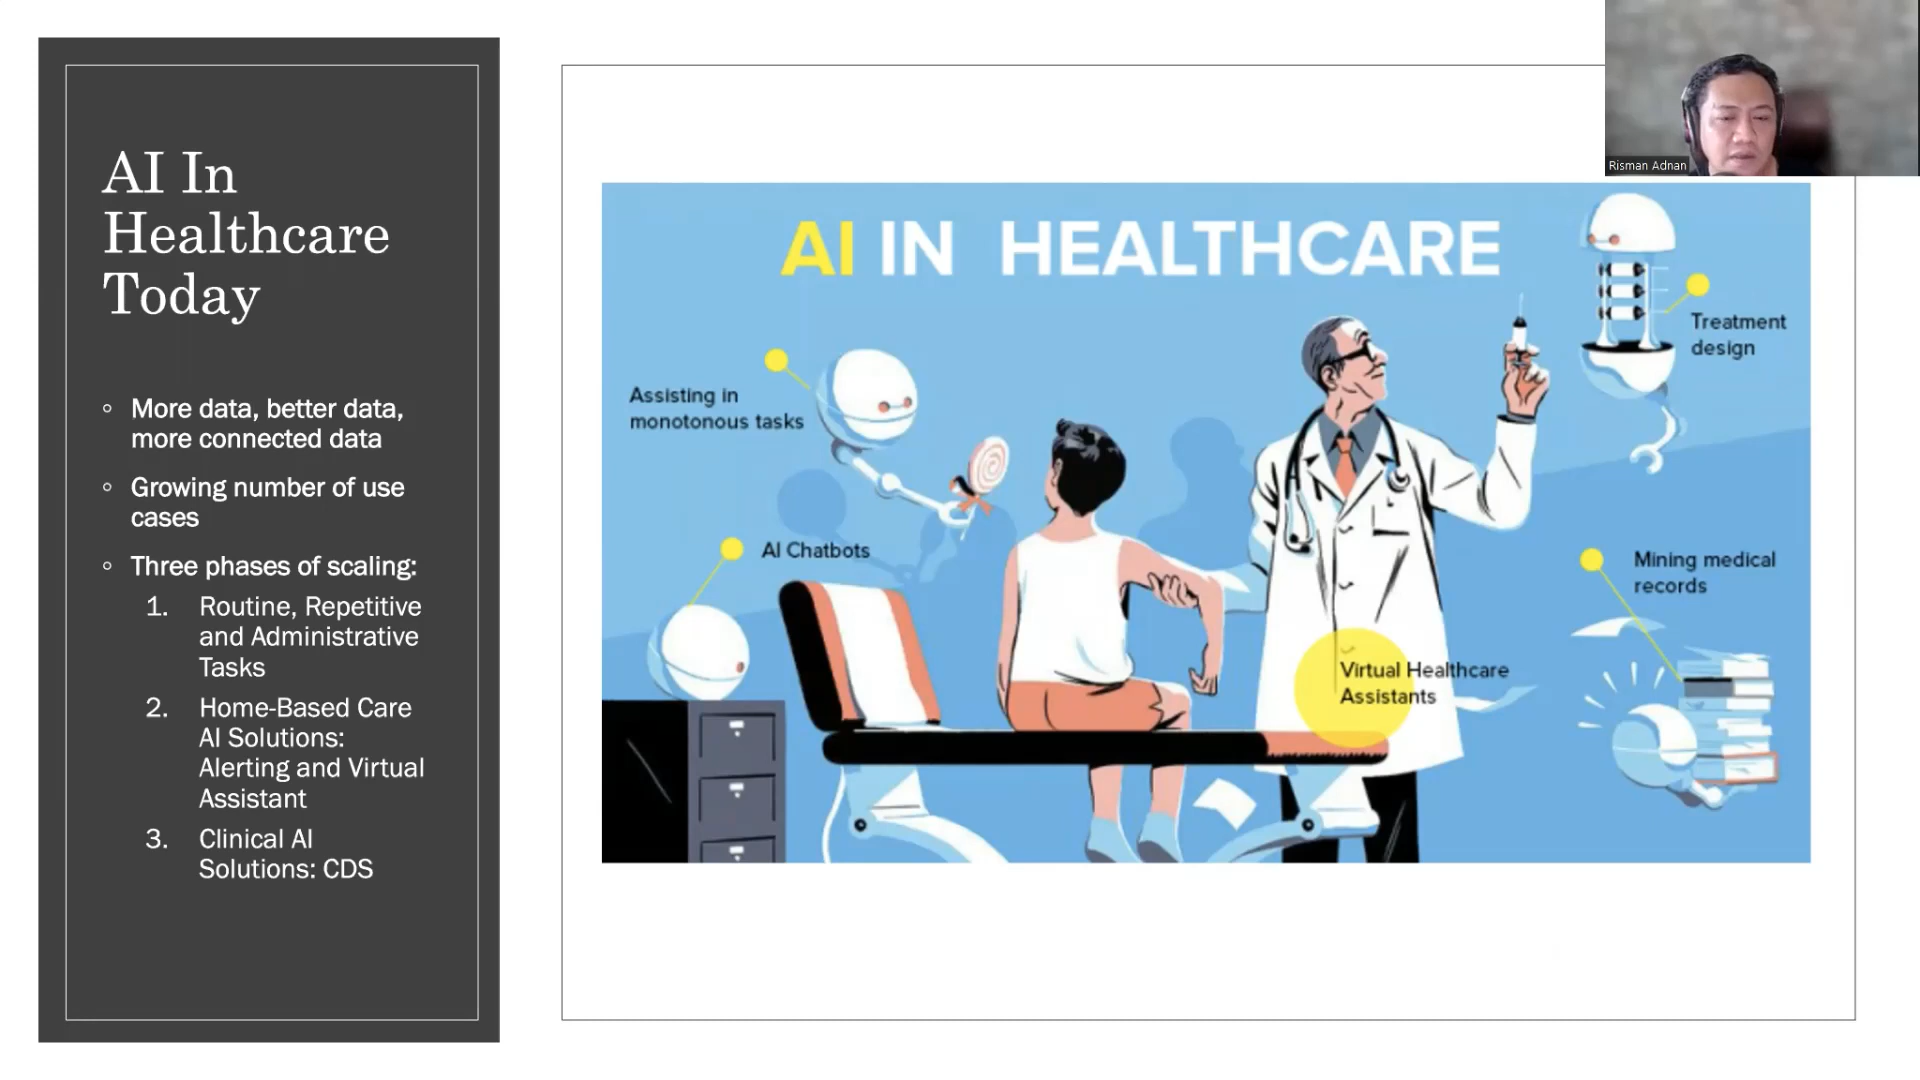 AI In
Healthcare
Today
◦ More data, better data,
more connected data
◦ Growing number of use
cases
◦ Three phases of scaling:
1. Routine, Repetitive
and Administrative
Tasks
2. Home-Based Care
AI Solutions:
Alerting and Virtual
Assistant
3. Clinical AI
Solutions: CDS
AI IN HEALTHCARE
Assisting in
monotonous tasks
AI Chatbots
Treatment
design
Mining medical
records
Virtual Healthcare
Assistants
Risman Adnan